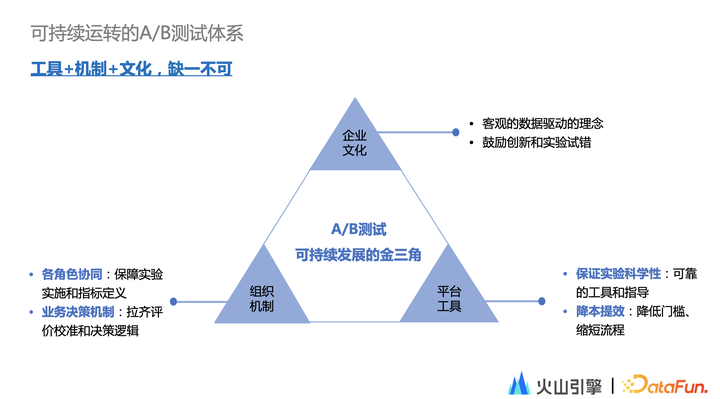 可持续运转的A/B测试体系
工具+机制+文化，缺一不可
企业
文化
• 客观的数据驱动的理念
• 鼓励创新和实验试错
A/B测试
可持续发展的金三角
• 各角色协同：保障实验
实施和指标定义
• 业务决策机制：拉齐评
价校准和决策逻辑
组织
机制
平台
工具
• 保证实验科学性：可靠
的工具和指导
• 降本提效：降低门槛、
缩短流程
火山引擎 | DataFun.